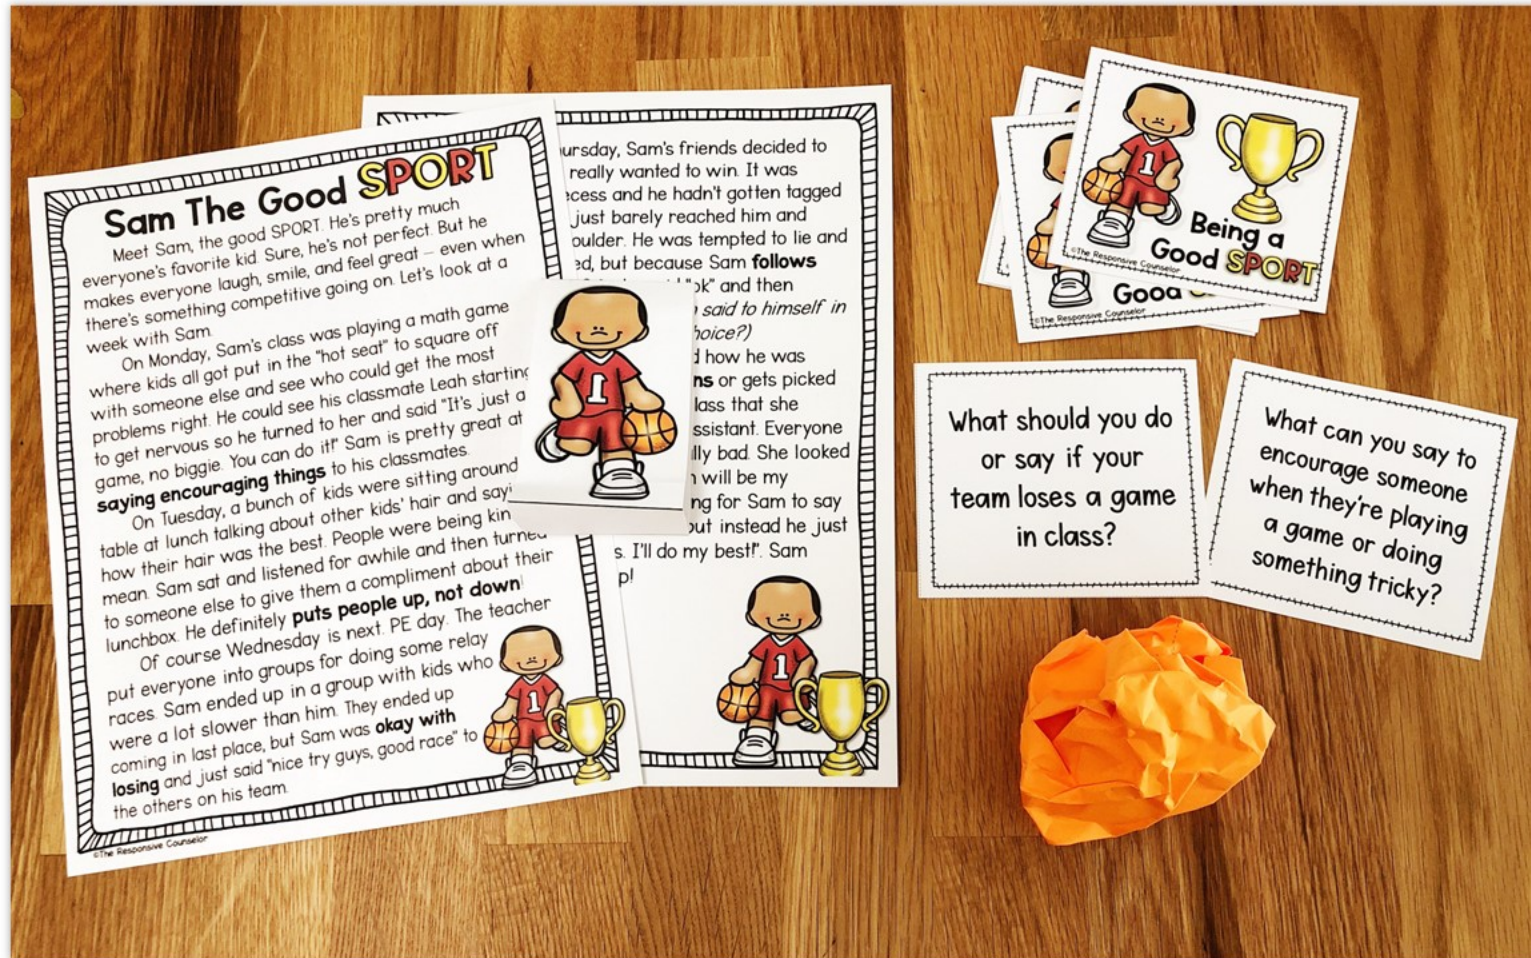 Sam The Good SPORT
Meet Sam, the good SPORT. He's pretty much
everyone's favorite kid. Sure, he's not perfect. But he
makes everyone laugh, smile, and feel great – even when
there's something competitive going on. Let's look at a
week with Sam.
On Monday, Sam's class was playing a math game
where kids all got put in the "hot seat" to square off
with someone else and see who could get the most
problems right. He could see his classmate Leah starting
to get nervous so he turned to her and said "It's just a
game, no biggie. You can do it!" Sam is pretty great at
saying encouraging things to his classmates.
On Tuesday, a bunch of kids were sitting around
table at lunch talking about other kids' hair and
how their hair was the best. People were being
mean. Sam sat and listened for awhile and then turned
to someone else to give them a compliment about their
lunchbox. He definitely puts people up, not down!
Of course Wednesday is next. PE day. The teacher
put everyone into groups for doing some relay
races. Sam ended up in a group with kids who
were a lot slower than him. They ended up
coming in last place, but Sam was okay with
losing and just said "nice try guys, good race" to
the others on his team.
©The Responsive Counselor
1
1
Sam's friends decided to
really wanted to win. It was
and he hadn't gotten tagged
just barely reached him and
He was tempted to lie and
but because Sam follows
"ok" and then
said to himself in
how he was
or gets picked
that she
Everyone
bad. She looked
will be my
for Sam to say
but instead he just
I'll do my best!". Sam
1
1
Being a
Good SPORT
©The Responsive Counselor
Good
©The Responsive Counselor
What should you do
or say if your
team loses a game
in class?
What can you say to
encourage someone
when they're playing
a game or doing
something tricky?